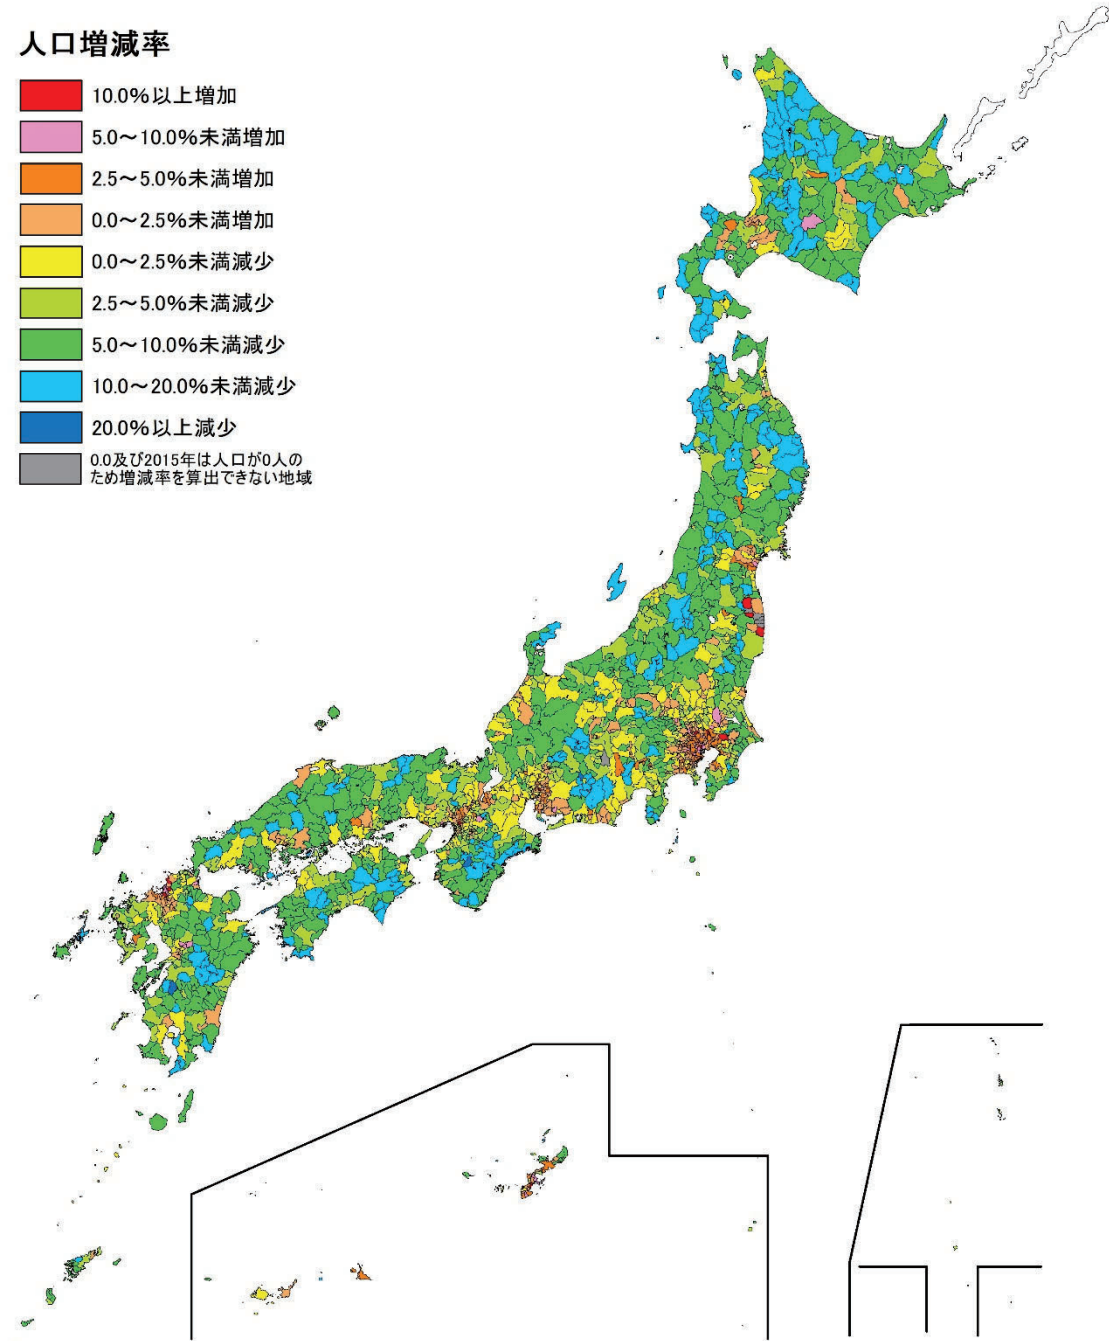 人口増減率
10.0%以上増加
5.0～10.0%未満増加
2.5～5.0%未満増加
0.0～2.5%未満増加
0.0～2.5%未満減少
2.5～5.0%未満減少
5.0～10.0%未満減少
10.0～20.0%未満減少
20.0%以上減少
0.0及び2015年は人口が0人の
ため増減率を算出できない地域